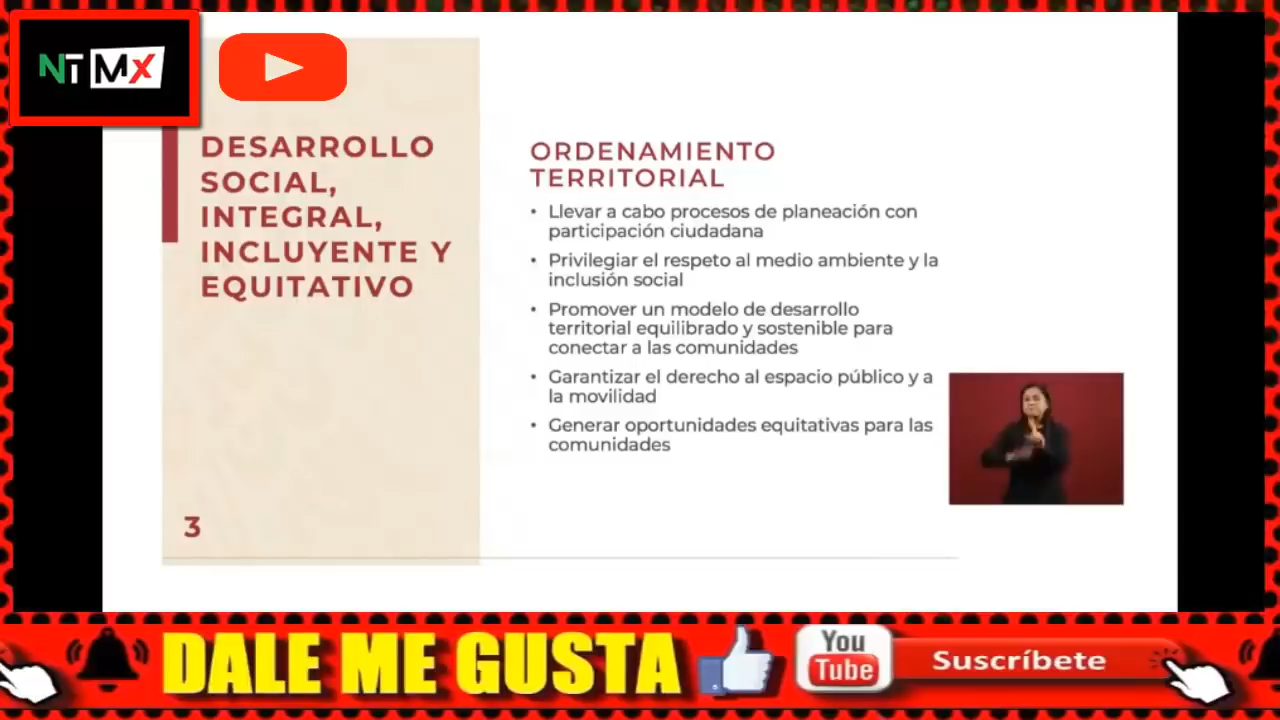 NTMX
DESARROLLO
SOCIAL,
INTEGRAL,
INCLUYENTE Y
EQUITATIVO
3
ORDENAMIENTO
TERRITORIAL
• Llevar a cabo procesos de planeación con
participación ciudadana
• Privilegiar el respeto al medio ambiente y la
inclusión social
• Promover un modelo de desarrollo
territorial equilibrado y sostenible para
conectar a las comunidades
• Garantizar el derecho al espacio público y a
la movilidad
• Generar oportunidades equitativas para las
comunidades
DALE ME GUSTA
You
Tube
Suscríbete